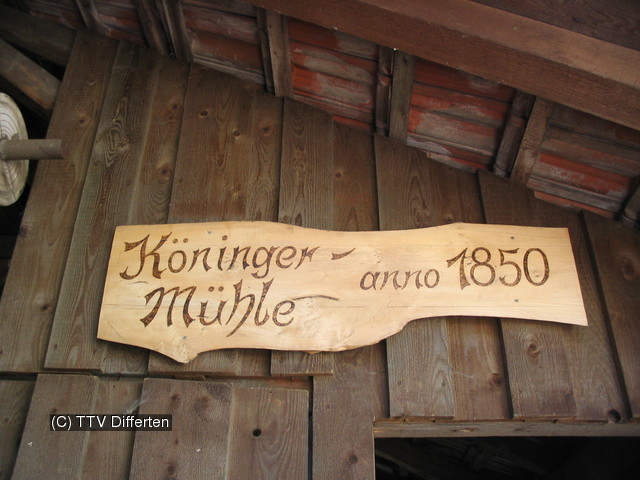 Köninger-
Mühle
anno 1850
(C) TTV Differten